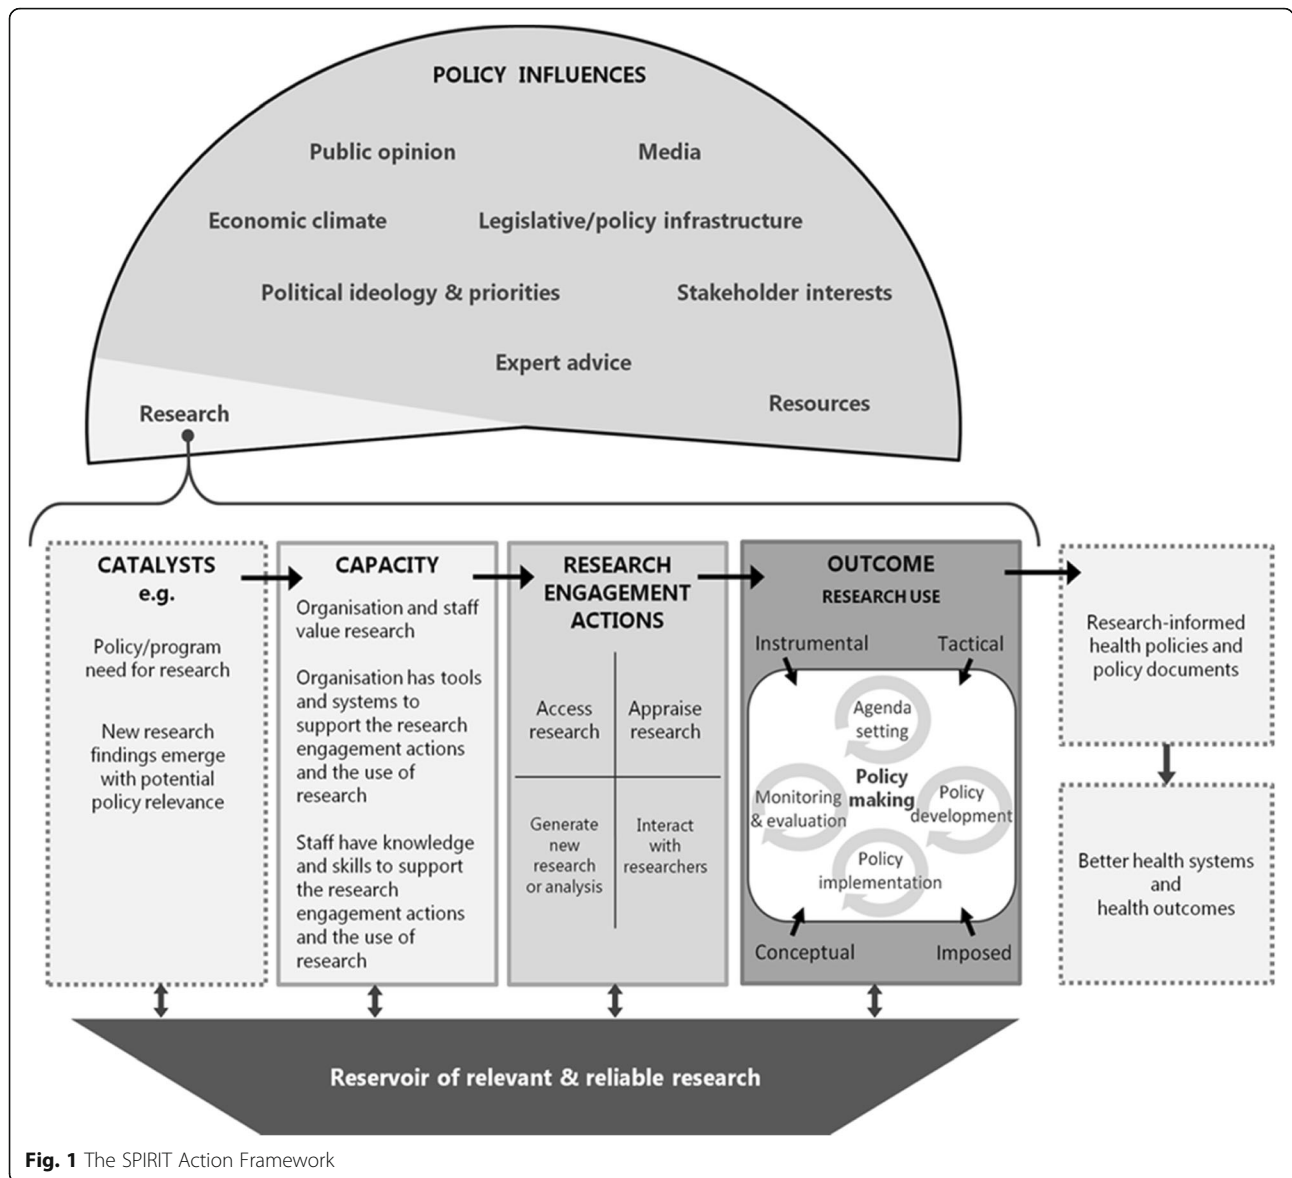 POLICY INFLUENCES
Public opinion
Media
Economic climate
Legislative/policy infrastructure
Political ideology & priorities
Stakeholder interests
Expert advice
Resources
Research
CATALYSTS
e.g.
Policy/program
need for research
New research
findings emerge
with potential
policy relevance
CAPACITY
Organisation and staff
value research
Organisation has tools
and systems to
support the research
engagement actions
and the use of
research
Staff have knowledge
and skills to support
the research
engagement actions
and the use of
research
RESEARCH
ENGAGEMENT
ACTIONS
Access
research
Appraise
research
Generate
new
research
or analysis
Interact
with
researchers
OUTCOME
RESEARCH USE
Instrumental
Tactical
Agenda
setting
Policy
making
Monitoring
& evaluation
Policy
development
Policy
implementation
Conceptual
Imposed
Research-informed
health policies and
policy documents
Better health systems
and
health outcomes
Reservoir of relevant & reliable research
Fig. 1 The SPIRIT Action Framework